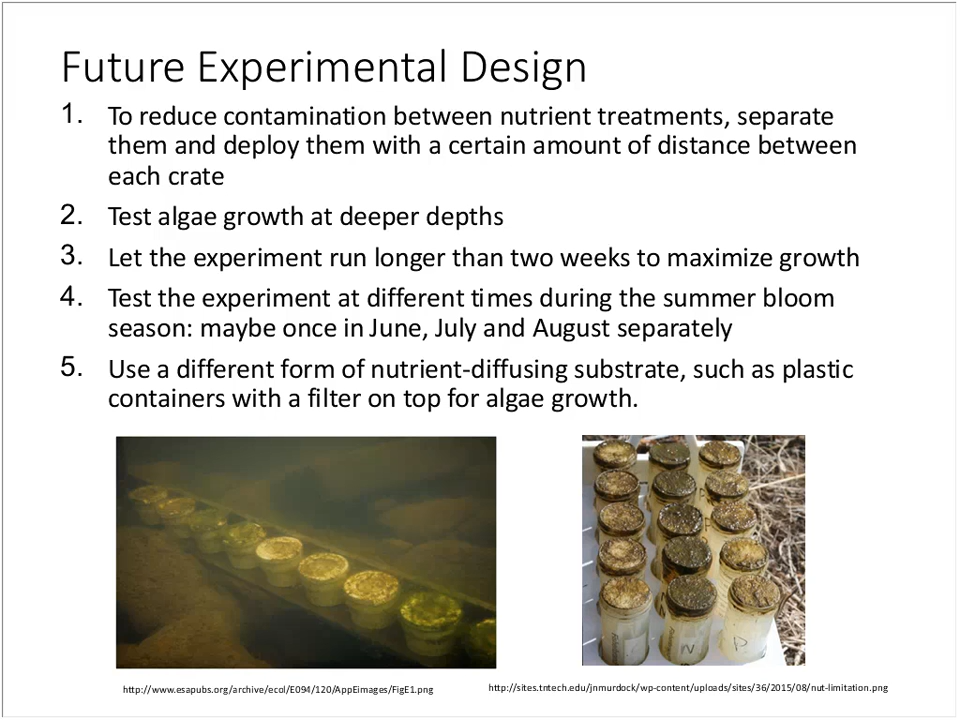 Future Experimental Design
1. To reduce contamination between nutrient treatments, separate
them and deploy them with a certain amount of distance between
each crate
2. Test algae growth at deeper depths
3. Let the experiment run longer than two weeks to maximize growth
4. Test the experiment at different times during the summer bloom
season: maybe once in June, July and August separately
5. Use a different form of nutrient-diffusing substrate, such as plastic
containers with a filter on top for algae growth.
N
P
http://www.esapubs.org/archive/ecol/E094/120/AppEimages/FigE1.png
http://sites.tntech.edu/jnmurdock/wp-content/uploads/sites/36/2015/08/nut-limitation.png